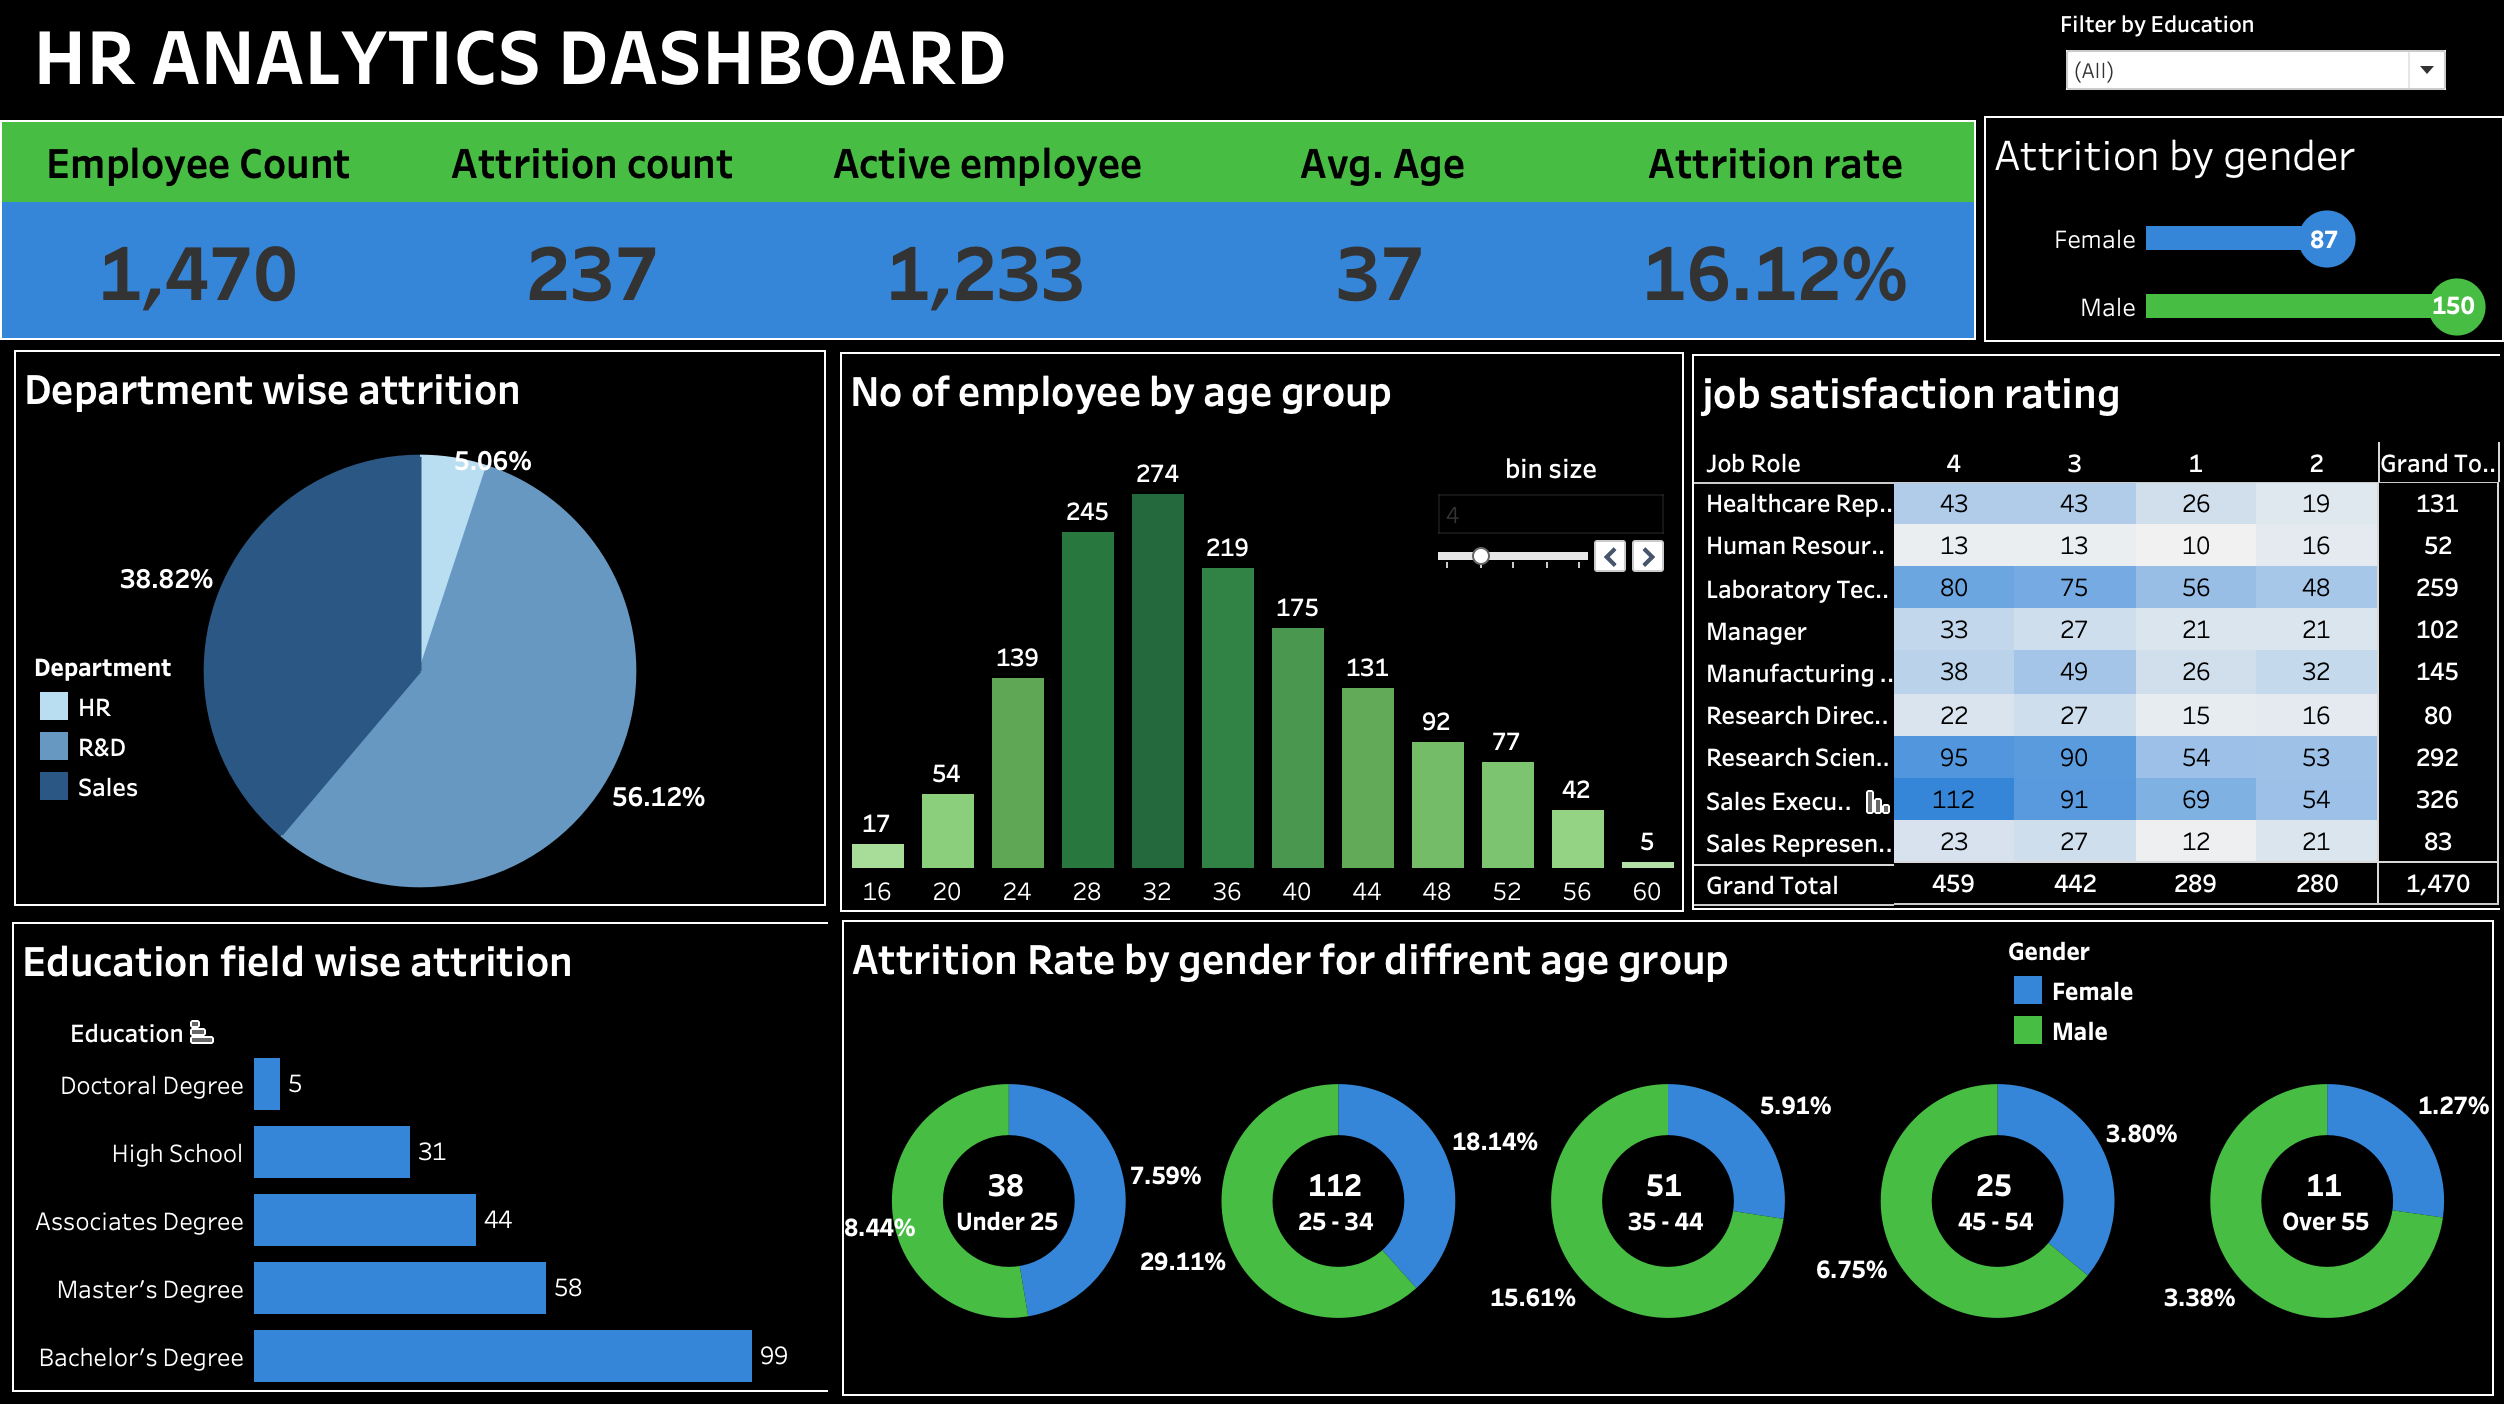 HR ANALYTICS DASHBOARD
Filter by Education
(All)
Employee Count Attrition count Active employee Avg. Age Attrition rate
1,470 237 1,233 37 16.12%
Attrition by gender
Female 87
Male 150
Department wise attrition
5.06%
38.82%
56.12%
Department
HR
R&D
Sales
No of employee by age group
bin size
4
17 54 139 245 274 219 175 131 92 77 42 5
16 20 24 28 32 36 40 44 48 52 56 60
job satisfaction rating
Job Role 4 3 1 2 Grand To..
Healthcare Rep.. 43 43 26 19 131
Human Resour.. 13 13 10 16 52
Laboratory Tec.. 80 75 56 48 259
Manager 33 27 21 21 102
Manufacturing .. 38 49 26 32 145
Research Direc.. 22 27 15 16 80
Research Scien.. 95 90 54 53 292
Sales Execu.. 112 91 69 54 326
Sales Represen.. 23 27 12 21 83
Grand Total 459 442 289 280 1,470
Education field wise attrition
Education
Doctoral Degree 5
High School 31
Associates Degree 44
Master's Degree 58
Bachelor's Degree 99
Attrition Rate by gender for diffrent age group
Gender
Female
Male
38
Under 25
7.59%
8.44%
112
25 - 34
18.14%
29.11%
51
35 - 44
5.91%
15.61%
25
45 - 54
3.80%
6.75%
11
Over 55
1.27%
3.38%